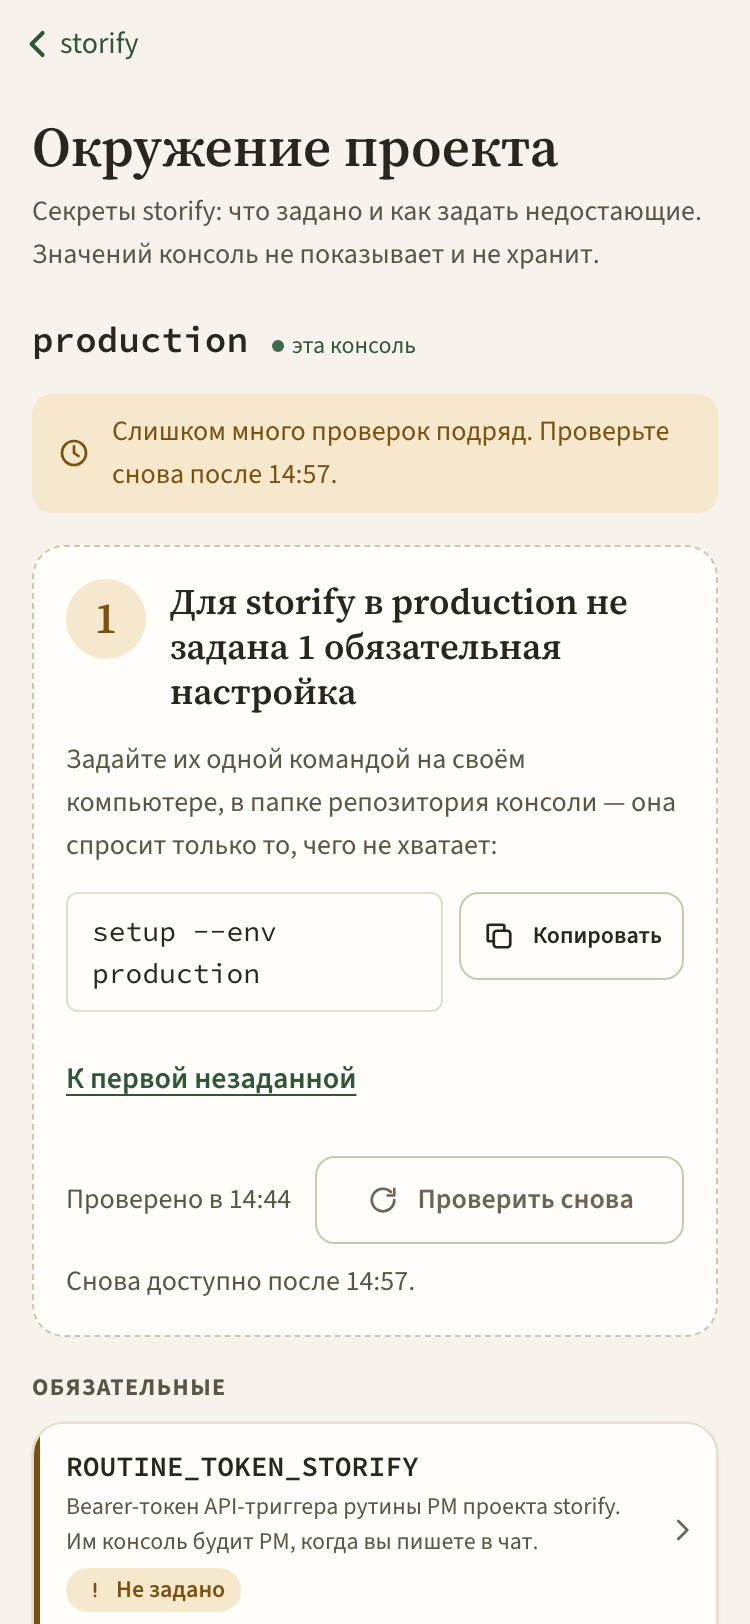 storify
Окружение проекта
Секреты storify: что задано и как задать недостающие.
Значений консоль не показывает и не хранит.
production эта консоль
Слишком много проверок подряд. Проверьте
снова после 14:57.
1
Для storify в production не
задана 1 обязательная
настройка
Задайте их одной командой на своём
компьютере, в папке репозитория консоли — она
спросит только то, чего не хватает:
setup --env
production
Копировать
К первой незаданной
Проверено в 14:44
Проверить снова
Снова доступно после 14:57.
ОБЯЗАТЕЛЬНЫЕ
ROUTINE_TOKEN_STORIFY
Bearer-токен API-триггера рутины PM проекта storify.
Им консоль будит PM, когда вы пишете в чат.
! Не задано